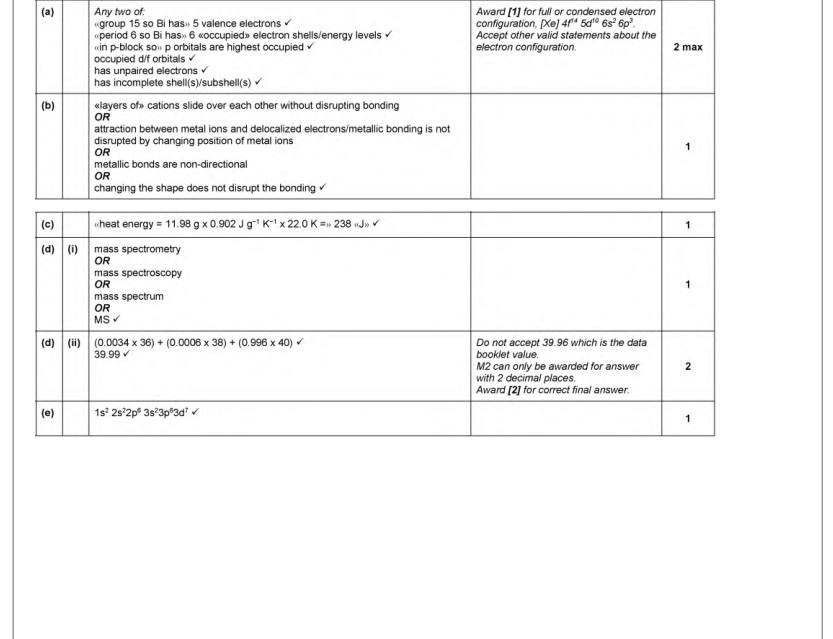 (a)
Any two of:
«group 15 so Bi has» 5 valence electrons ✓
«period 6 so Bi has» 6 «occupied» electron shells/energy levels ✓
«in p-block so» p orbitals are highest occupied ✓
occupied d/f orbitals ✓
has unpaired electrons ✓
has incomplete shell(s)/subshell(s) ✓
Award [1] for full or condensed electron
configuration, [Xe] 4f¹⁴ 5d¹⁰ 6s² 6p³.
Accept other valid statements about the
electron configuration.
2 max
(b)
«layers of» cations slide over each other without disrupting bonding
OR
attraction between metal ions and delocalized electrons/metallic bonding is not
disrupted by changing position of metal ions
OR
metallic bonds are non-directional
OR
changing the shape does not disrupt the bonding ✓
1
(c)
«heat energy = 11.98 g x 0.902 J g⁻¹ K⁻¹ x 22.0 K =» 238 «J» ✓
1
(d) (i)
mass spectrometry
OR
mass spectroscopy
OR
mass spectrum
OR
MS ✓
1
(d) (ii)
(0.0034 x 36) + (0.0006 x 38) + (0.996 x 40) ✓
39.99 ✓
Do not accept 39.96 which is the data
booklet value.
M2 can only be awarded for answer
with 2 decimal places.
Award [2] for correct final answer.
2
(e)
1s² 2s²2p⁶ 3s²3p⁶3d⁷ ✓
1